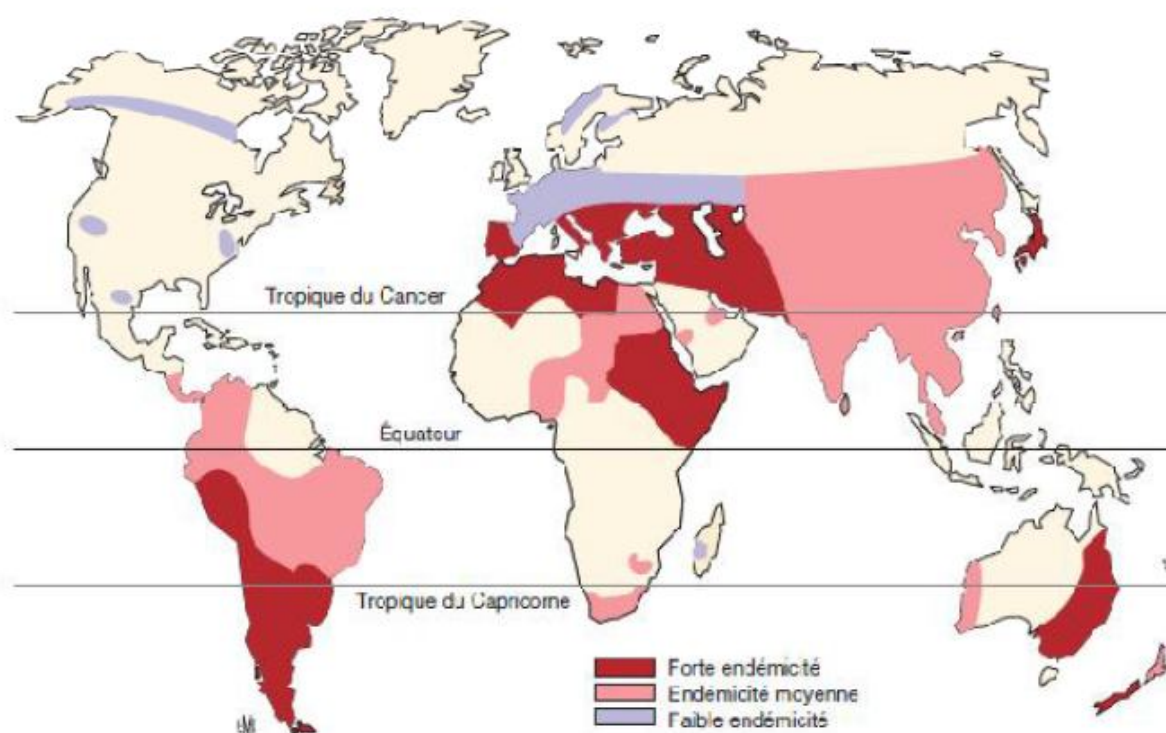 Tropique du Cancer
Équateur
Tropique du Capricorne
Forte endémicité
Endémicité moyenne
Faible endémicité